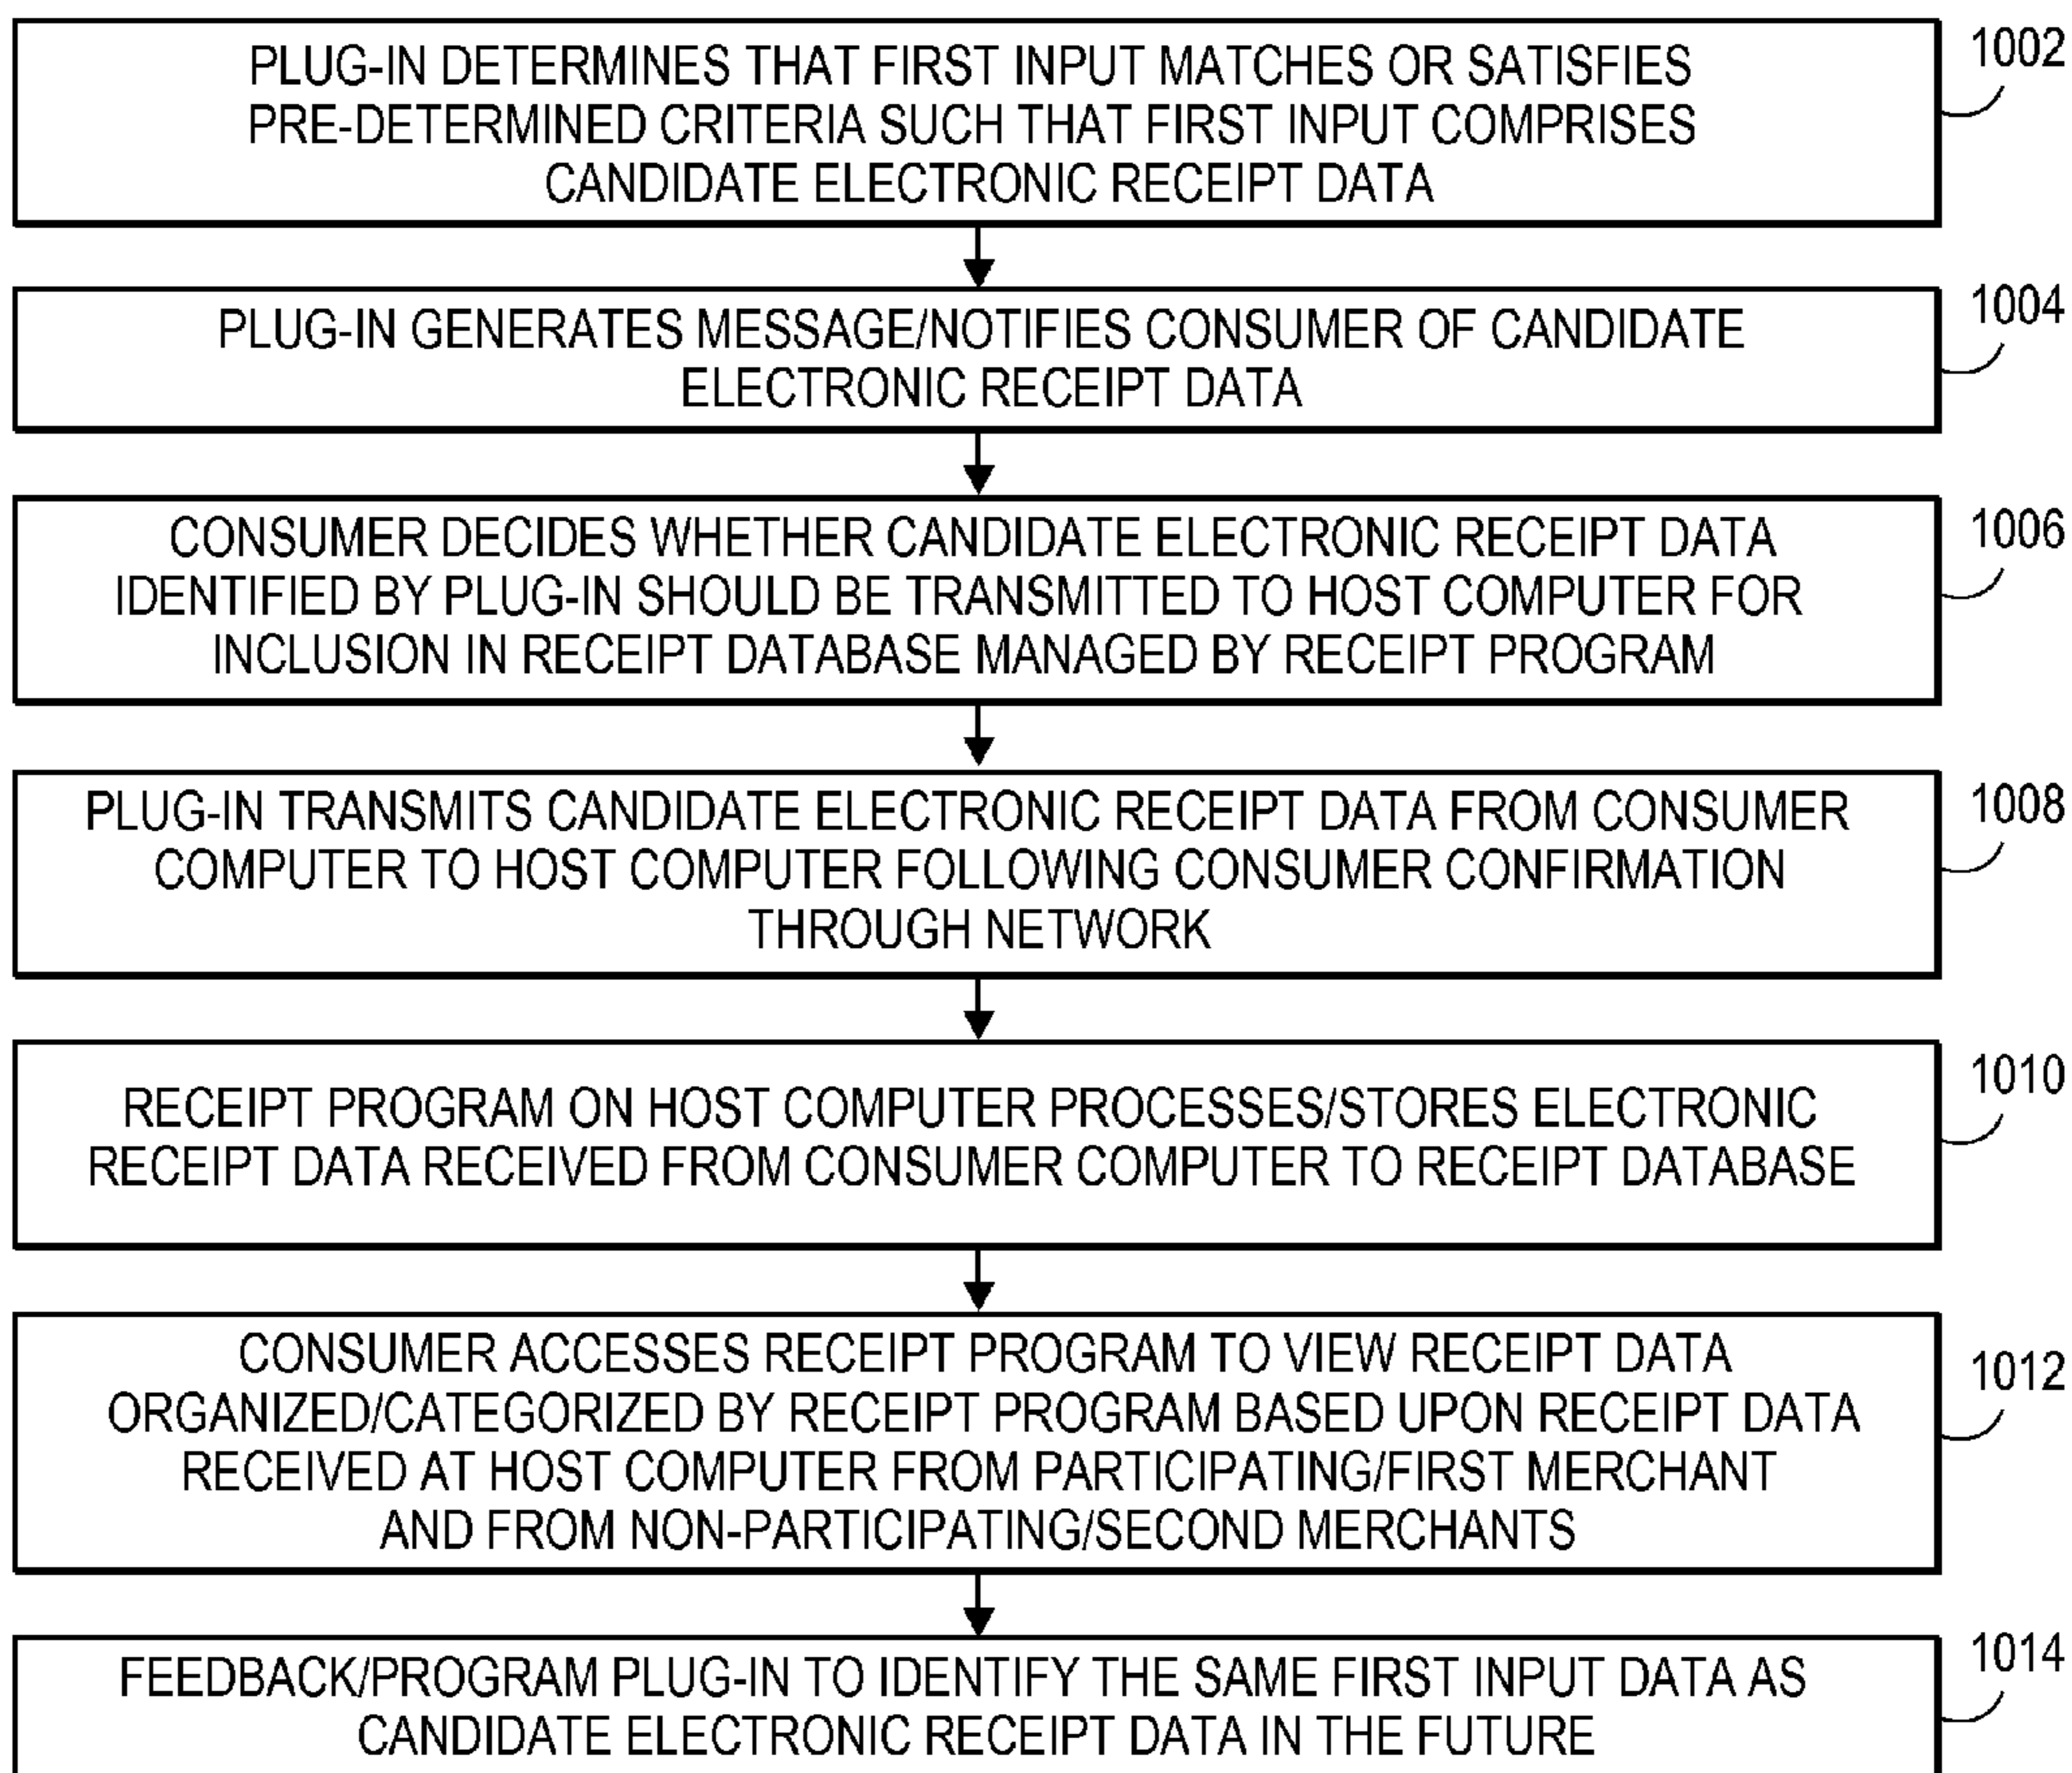 PLUG-IN DETERMINES THAT FIRST INPUT MATCHES OR SATISFIES
PRE-DETERMINED CRITERIA SUCH THAT FIRST INPUT COMPRISES
CANDIDATE ELECTRONIC RECEIPT DATA
1002
PLUG-IN GENERATES MESSAGE/NOTIFIES CONSUMER OF CANDIDATE
ELECTRONIC RECEIPT DATA
1004
CONSUMER DECIDES WHETHER CANDIDATE ELECTRONIC RECEIPT DATA
IDENTIFIED BY PLUG-IN SHOULD BE TRANSMITTED TO HOST COMPUTER FOR
INCLUSION IN RECEIPT DATABASE MANAGED BY RECEIPT PROGRAM
1006
PLUG-IN TRANSMITS CANDIDATE ELECTRONIC RECEIPT DATA FROM CONSUMER
COMPUTER TO HOST COMPUTER FOLLOWING CONSUMER CONFIRMATION
THROUGH NETWORK
1008
RECEIPT PROGRAM ON HOST COMPUTER PROCESSES/STORES ELECTRONIC
RECEIPT DATA RECEIVED FROM CONSUMER COMPUTER TO RECEIPT DATABASE
1010
CONSUMER ACCESSES RECEIPT PROGRAM TO VIEW RECEIPT DATA
ORGANIZED/CATEGORIZED BY RECEIPT PROGRAM BASED UPON RECEIPT DATA
RECEIVED AT HOST COMPUTER FROM PARTICIPATING/FIRST MERCHANT
AND FROM NON-PARTICIPATING/SECOND MERCHANTS
1012
FEEDBACK/PROGRAM PLUG-IN TO IDENTIFY THE SAME FIRST INPUT DATA AS
CANDIDATE ELECTRONIC RECEIPT DATA IN THE FUTURE
1014